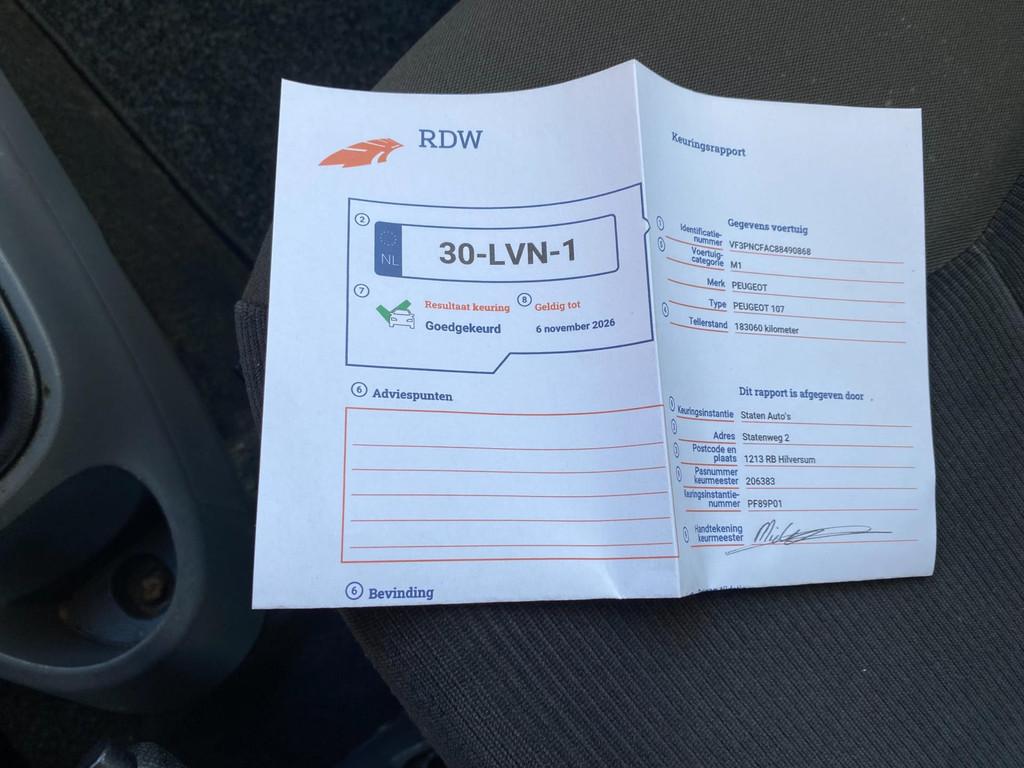 RDW
2
NL
30-LVN-1
7
Resultaat keuring
Goedgekeurd
8
Geldig tot
6 november 2026
6 Adviespunten
6 Bevinding
Keuringsrapport
Gegevens voertuig
1 Identificatie-
nummer VF3PNCFAC88490868
Voertuig-
categorie M1
Merk PEUGEOT
Type PEUGEOT 107
4 Tellerstand 183060 kilometer
Dit rapport is afgegeven door
Keuringsinstantie Staten Auto's
Adres Statenweg 2
Postcode en
plaats 1213 RB Hilversum
Pasnummer
keurmeester 206383
Keuringsinstantie-
nummer PF89P01
Handtekening
keurmeester